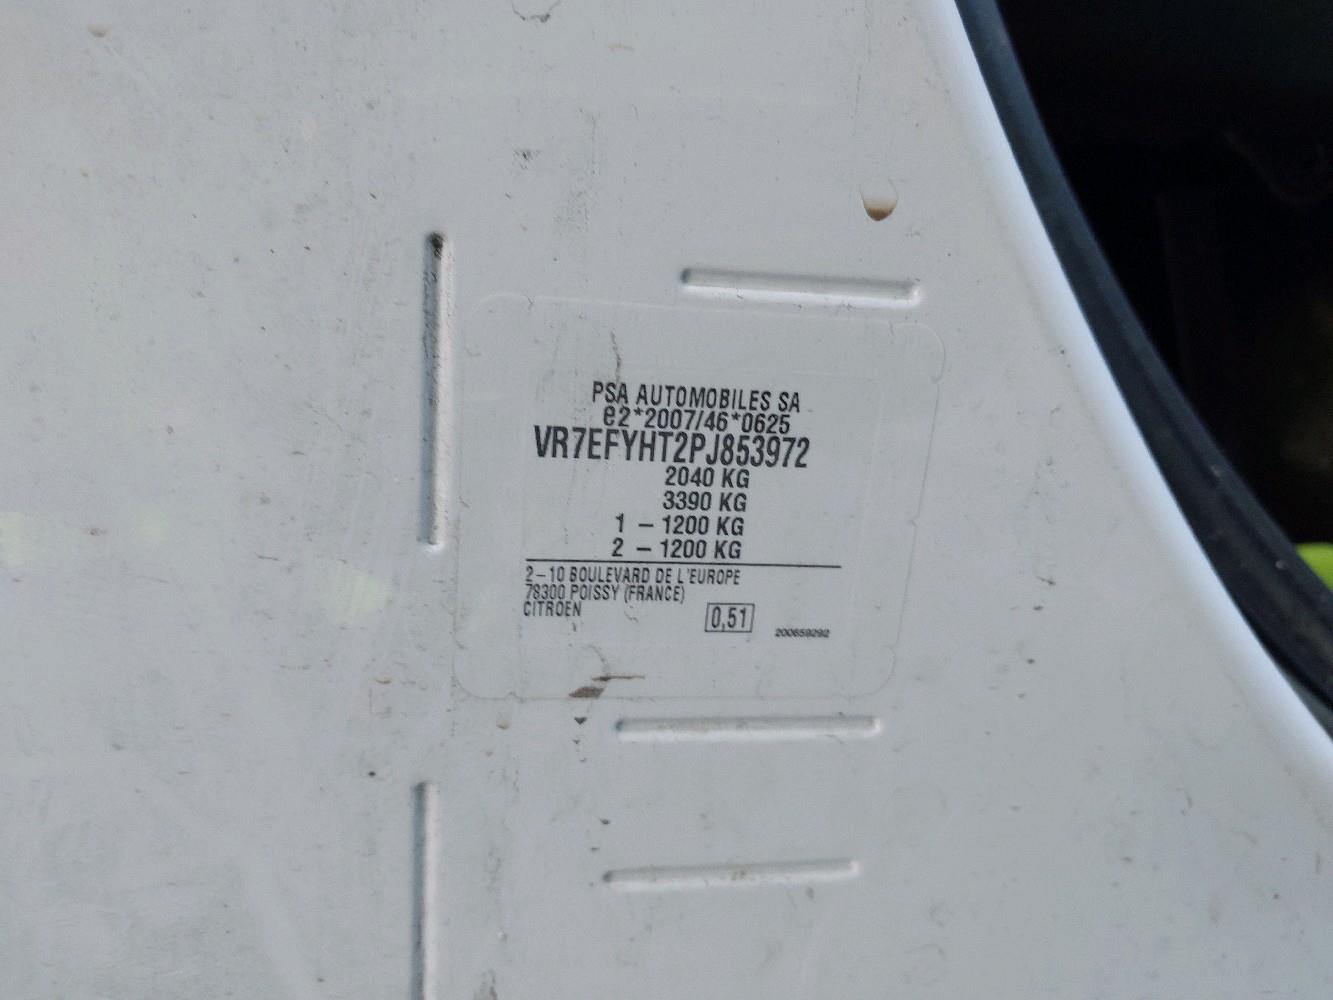 PSA AUTOMOBILES SA
e2*2007/46*0625
VR7EFYHT2PJ853972
2040 KG
3390 KG
1 – 1200 KG
2 – 1200 KG
2–10 BOULEVARD DE L'EUROPE
78300 POISSY (FRANCE)
CITROEN
0,51
200659292